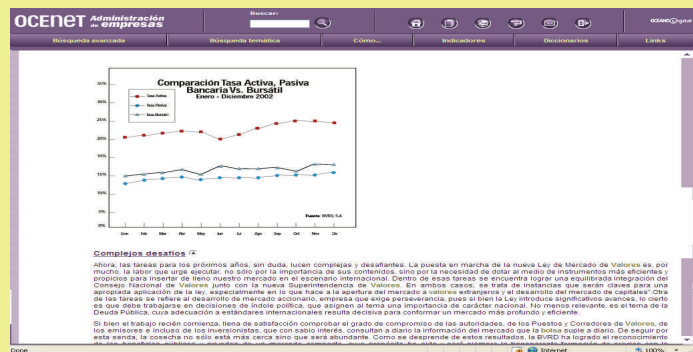 OCENET Administración de empresas
Buscar:
OCEANO Digital
Búsqueda avanzada
Búsqueda temática
Cómo...
Indicadores
Diccionarios
Links
Comparación Tasa Activa, Pasiva
Bancaria Vs. Bursátil
Enero - Diciembre 2002
Tasa Activa
Tasa Pasiva
Tasa Bursátil
35%
30%
25%
20%
15%
10%
5%
0%
Ene Feb Mar Abr May Jun Jul Ago Sep Oct Nov Dic
Fuente: BVRD, S.A
Complejos desafíos
Ahora, las tareas para los próximos años, sin duda, lucen complejas y desafiantes. La puesta en marcha de la nueva Ley de Mercado de Valores es, por
mucho, la labor que urge ejecutar, no sólo por la importancia de sus contenidos, sino por la necesidad de dotar al medio de instrumentos más eficientes y
propicios para insertar de lleno nuestro mercado en el escenario internacional. Dentro de esas tareas se encuentra lograr una equilibrada integración del
Consejo Nacional de Valores junto con la nueva Superintendencia de Valores. En ambos casos, se trata de instancias que serán claves para una
apropiada aplicación de la ley, especialmente en lo que hace a la apertura del mercado a valores extranjeros y el desarrollo del mercado de capitales". Otra
de las tareas se refiere al desarrollo de mercado accionario, empresa que exige perseverancia, pues si bien la Ley introduce significativos avances, lo cierto
es que debe trabajarse en decisiones de índole política, que asignen al tema una importancia de carácter nacional. No menos relevante, es el tema de la
Deuda Pública, cuya adecuación a estándares internacionales resulta decisiva para conformar un mercado más profundo y eficiente.
Si bien el trabajo recién comienza, llena de satisfacción comprobar el grado de compromiso de las autoridades, de los Puestos y Corredores de Valores, de
los emisores e incluso de los inversionistas, que con sabio interés, consultan a diario la información del mercado que la bolsa suple a diario. De seguir por
esta senda, la cosecha no sólo está más cerca sino que será abundante. Como se desprende de estos resultados, la BVRD ha logrado el reconocimiento
Done
Internet
100%